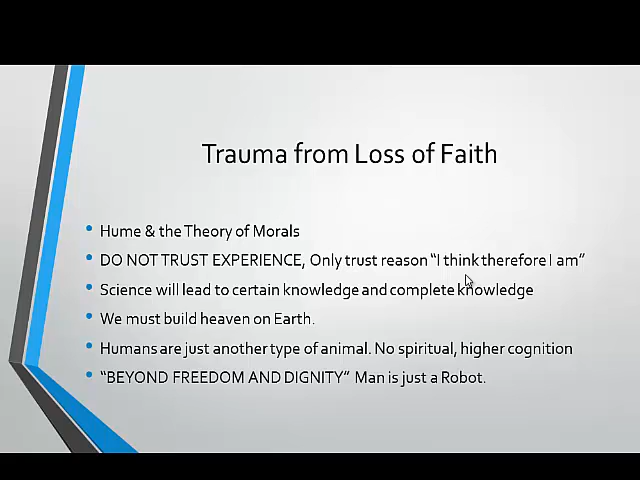 Trauma from Loss of Faith
Hume & the Theory of Morals
DO NOT TRUST EXPERIENCE, Only trust reason “I think therefore I am”
Science will lead to certain knowledge and complete knowledge
We must build heaven on Earth.
Humans are just another type of animal. No spiritual, higher cognition
“BEYOND FREEDOM AND DIGNITY” Man is just a Robot.